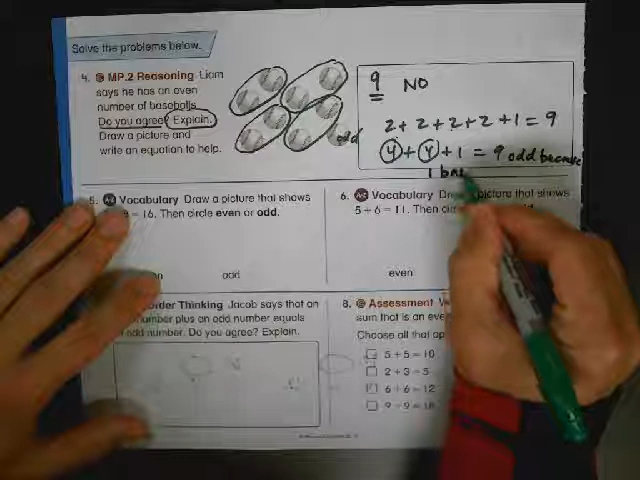 Solve the problems below.
4. MP.2 Reasoning Liam
says he has an even
number of baseballs.
Do you agree? Explain.
Draw a picture and
write an equation to help.
odd
9 NO
2+2+2+2+1=9
4+4+1=9 odd because
1
5. Vocabulary Draw a picture that shows
= 16. Then circle even or odd.
odd
6. Vocabulary Draw a picture that shows
5 + 6 = 11. Then
even
Order Thinking Jacob says that an
number plus an odd number equals
odd number. Do you agree? Explain.
8. Assessment
sum that is an
Choose all that
5 + 5 = 10
2 + 3 = 5
6 + 6 = 12
9 + 9 = 18